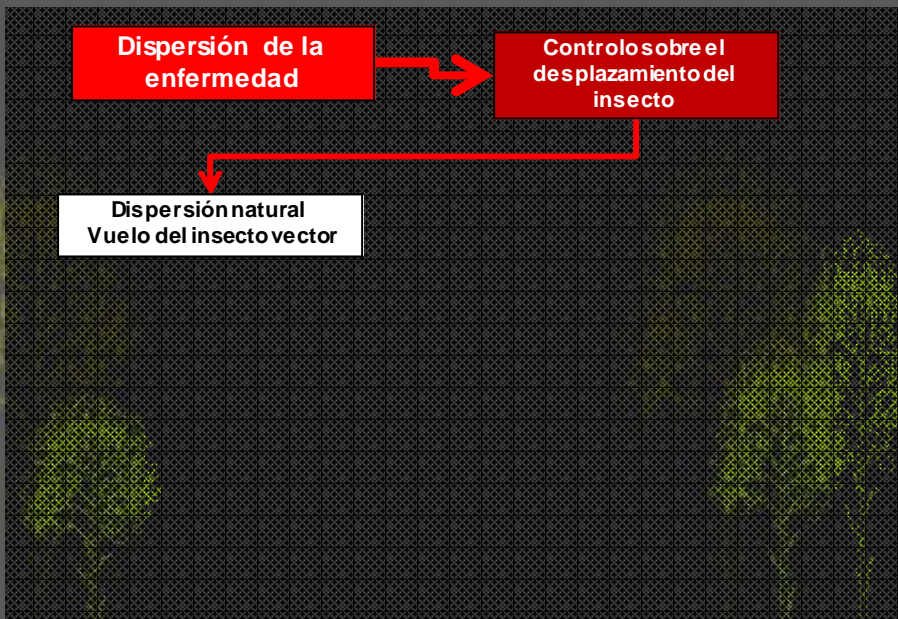 Dispersión de la
enfermedad
Controlo sobre el
desplazamiento del
insecto
Dispersión natural
Vuelo del insecto vector